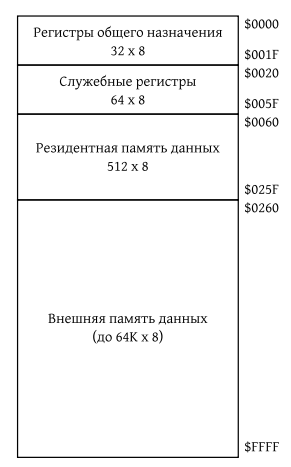 Регистры общего назначения
32 x 8
$0000
$001F
Служебные регистры
64 x 8
$0020
$005F
Резидентная память данных
512 x 8
$0060
$025F
Внешняя память данных
(до 64K x 8)
$0260
$FFFF